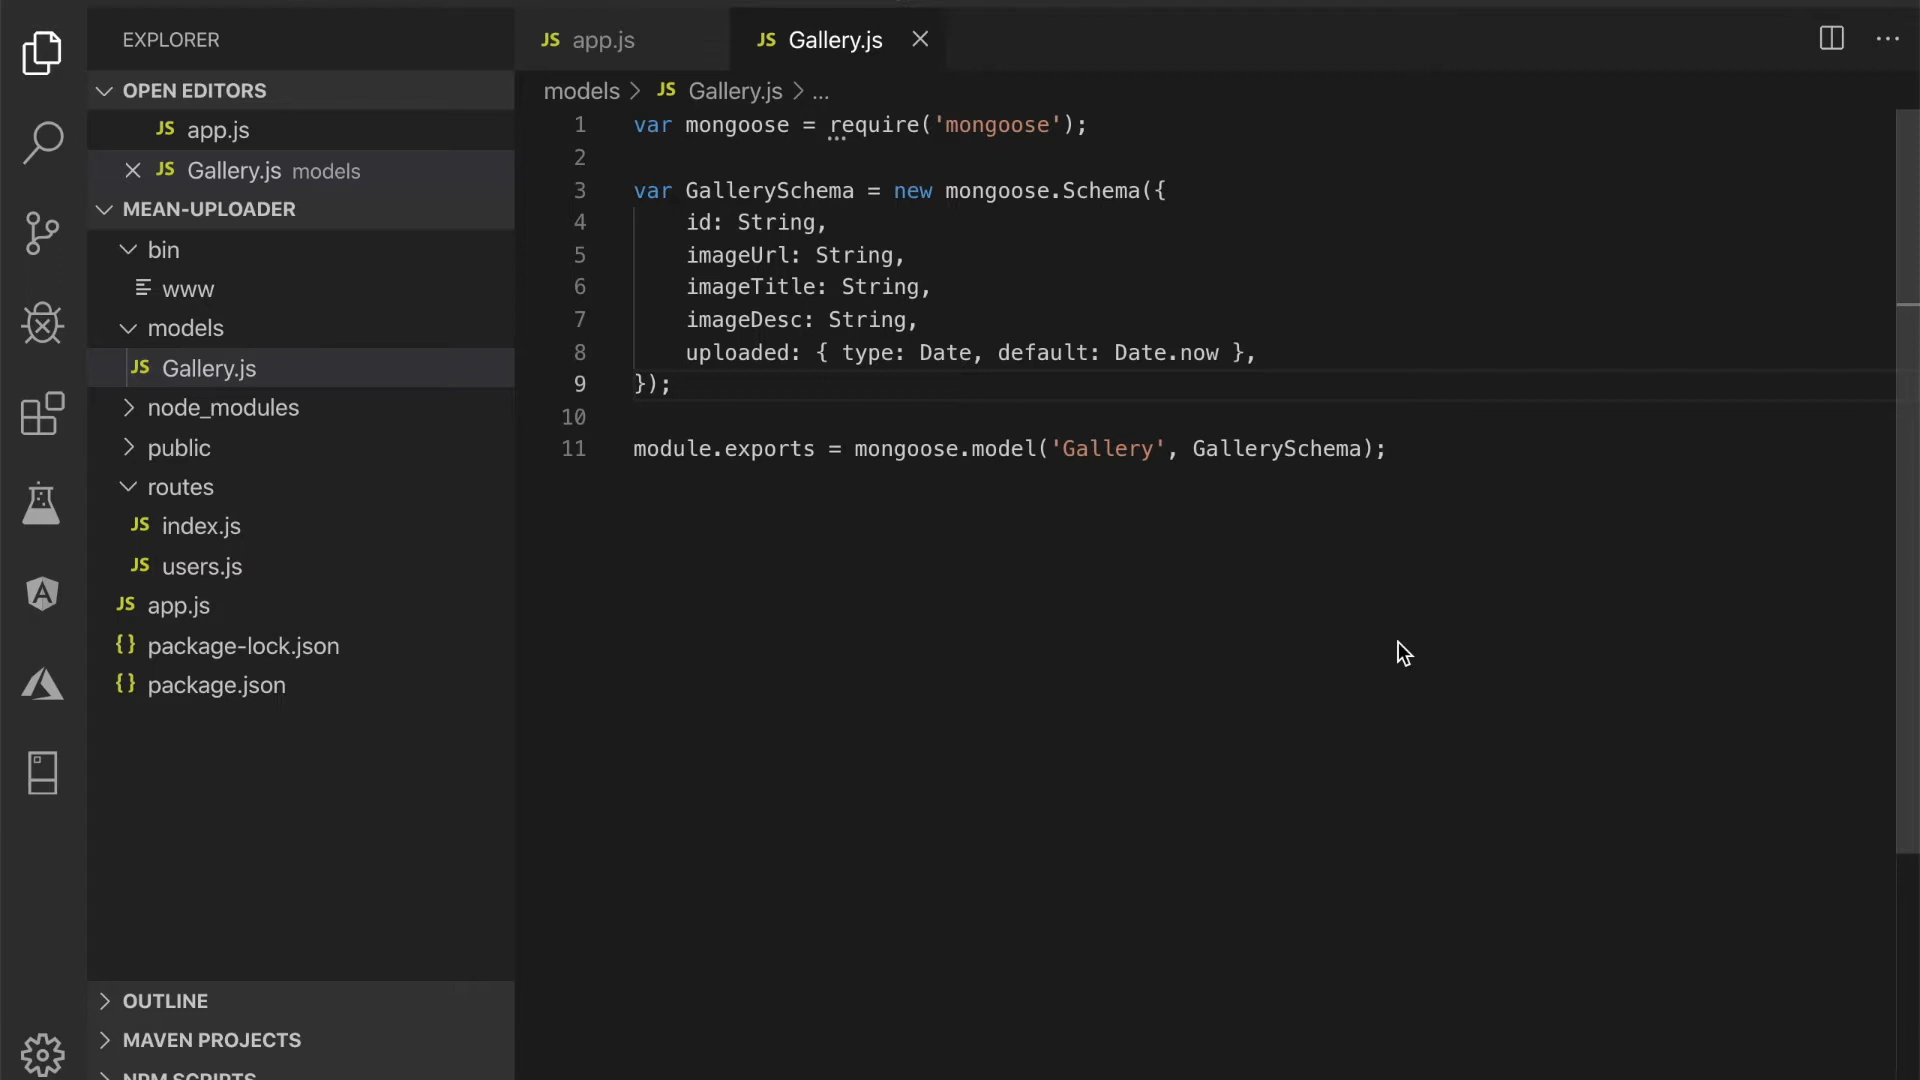 EXPLORER
OPEN EDITORS
JS app.js
JS Gallery.js models
MEAN-UPLOADER
bin
www
models
JS Gallery.js
node_modules
public
routes
JS index.js
JS users.js
JS app.js
{} package-lock.json
{} package.json
OUTLINE
MAVEN PROJECTS
NPM SCRIPTS
JS app.js
JS Gallery.js
models > JS Gallery.js > ...
1 var mongoose = require('mongoose');
2
3 var GallerySchema = new mongoose.Schema({
4 id: String,
5 imageUrl: String,
6 imageTitle: String,
7 imageDesc: String,
8 uploaded: { type: Date, default: Date.now },
9 });
10
11 module.exports = mongoose.model('Gallery', GallerySchema);